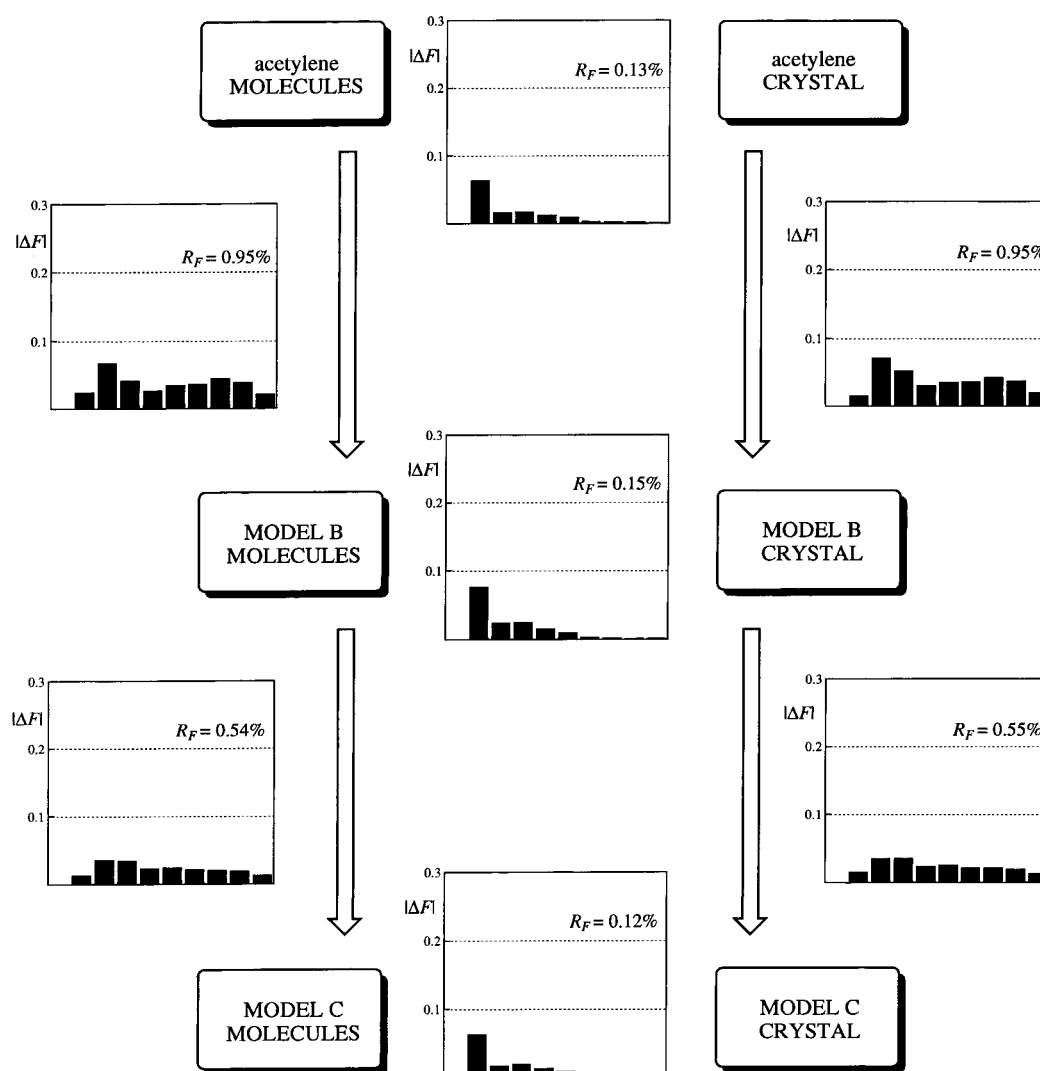 acetylene
MOLECULES
0.3
|ΔF|
R_F = 0.13%
0.2
0.1
acetylene
CRYSTAL
0.3
|ΔF|
R_F = 0.95%
0.2
0.1
0.3
|ΔF|
R_F = 0.95%
0.2
0.1
MODEL B
MOLECULES
0.3
|ΔF|
R_F = 0.15%
0.2
0.1
MODEL B
CRYSTAL
0.3
|ΔF|
R_F = 0.54%
0.2
0.1
0.3
|ΔF|
R_F = 0.55%
0.2
0.1
MODEL C
MOLECULES
0.3
|ΔF|
R_F = 0.12%
0.2
0.1
MODEL C
CRYSTAL